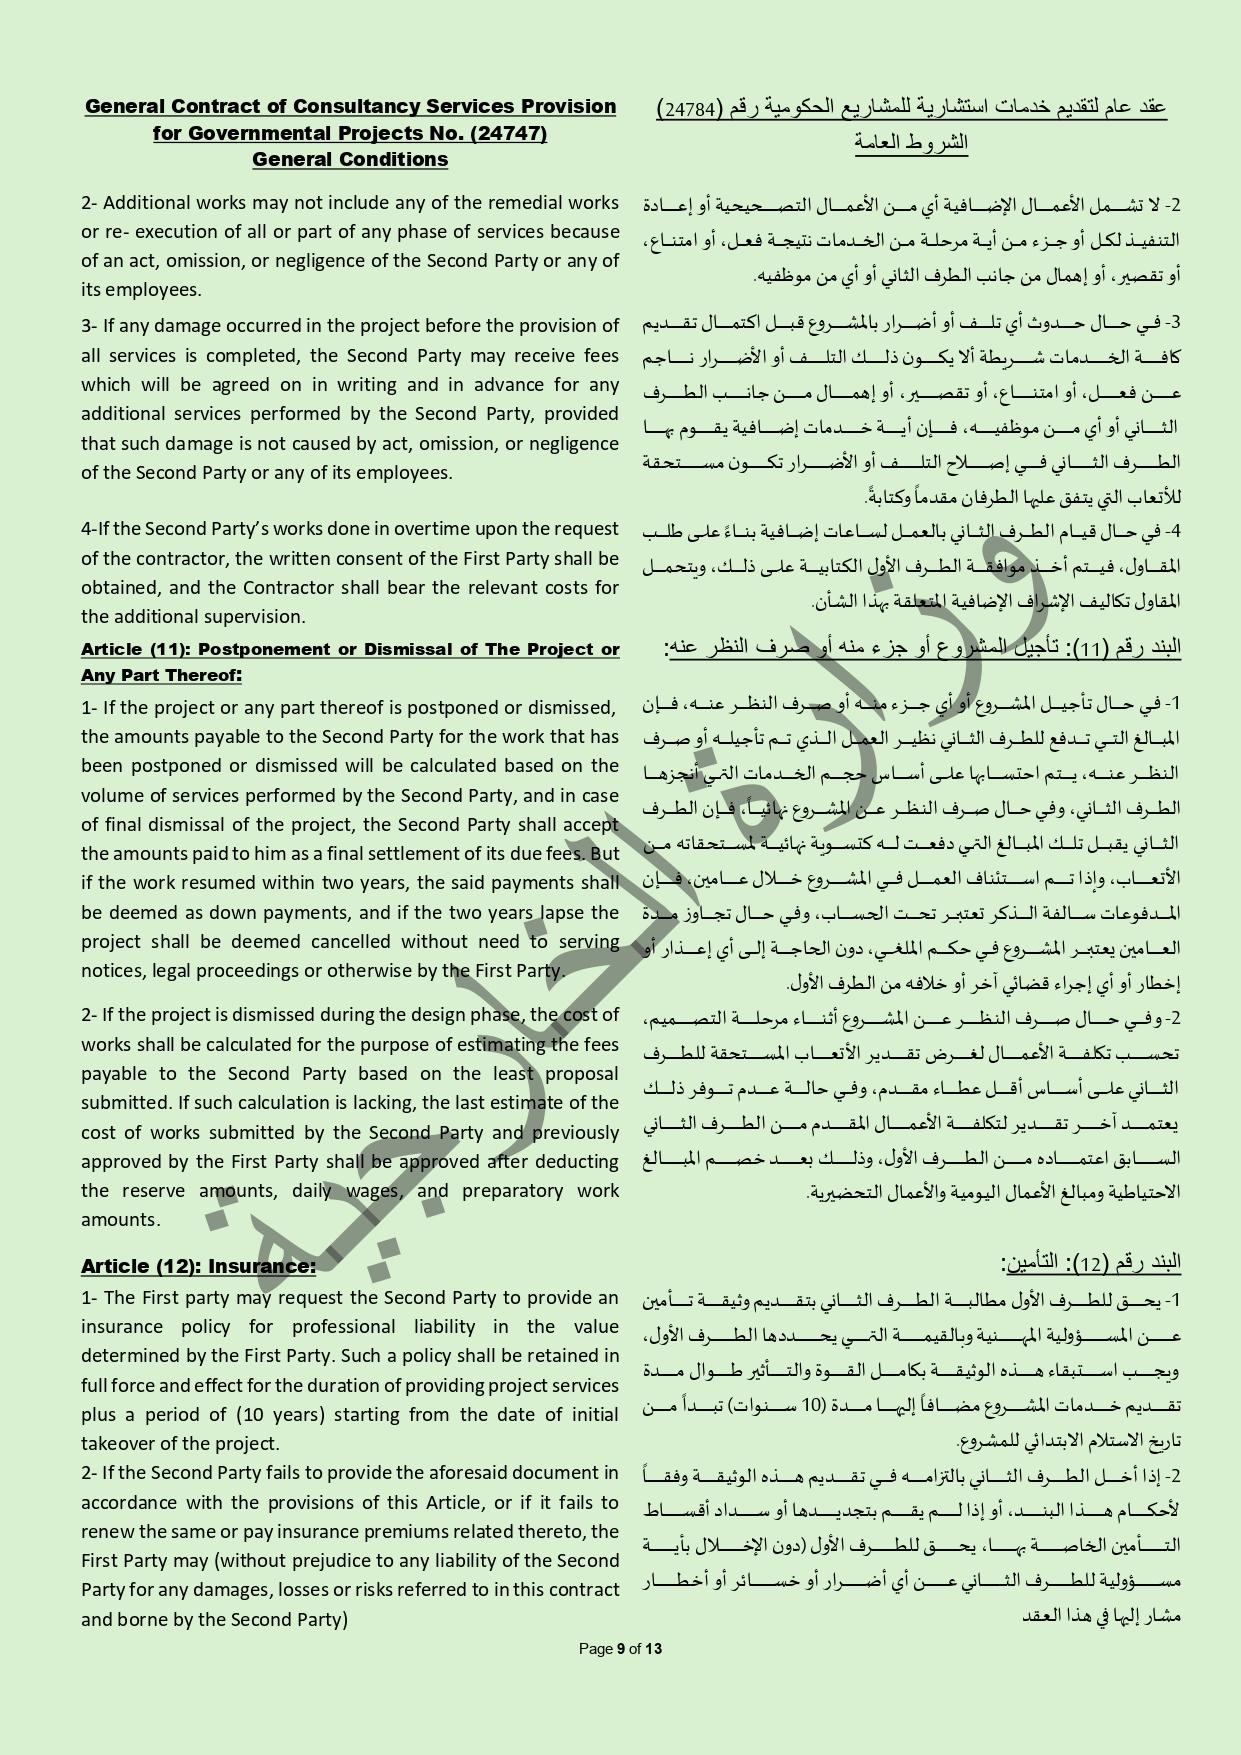 General Contract of Consultancy Services Provision
for Governmental Projects No. (24747)
General Conditions
2- Additional works may not include any of the remedial works
or re- execution of all or part of any phase of services because
of an act, omission, or negligence of the Second Party or any of
its employees.
3- If any damage occurred in the project before the provision of
all services is completed, the Second Party may receive fees
which will be agreed on in writing and in advance for any
additional services performed by the Second Party, provided
that such damage is not caused by act, omission, or negligence
of the Second Party or any of its employees.
4-If the Second Party’s works done in overtime upon the request
of the contractor, the written consent of the First Party shall be
obtained, and the Contractor shall bear the relevant costs for
the additional supervision.
Article (11): Postponement or Dismissal of The Project or
Any Part Thereof:
1- If the project or any part thereof is postponed or dismissed,
the amounts payable to the Second Party for the work that has
been postponed or dismissed will be calculated based on the
volume of services performed by the Second Party, and in case
of final dismissal of the project, the Second Party shall accept
the amounts paid to him as a final settlement of its due fees. But
if the work resumed within two years, the said payments shall
be deemed as down payments, and if the two years lapse the
project shall be deemed cancelled without need to serving
notices, legal proceedings or otherwise by the First Party.
2- If the project is dismissed during the design phase, the cost of
works shall be calculated for the purpose of estimating the fees
payable to the Second Party based on the least proposal
submitted. If such calculation is lacking, the last estimate of the
cost of works submitted by the Second Party and previously
approved by the First Party shall be approved after deducting
the reserve amounts, daily wages, and preparatory work
amounts.
Article (12): Insurance:
1- The First party may request the Second Party to provide an
insurance policy for professional liability in the value
determined by the First Party. Such a policy shall be retained in
full force and effect for the duration of providing project services
plus a period of (10 years) starting from the date of initial
takeover of the project.
2- If the Second Party fails to provide the aforesaid document in
accordance with the provisions of this Article, or if it fails to
renew the same or pay insurance premiums related thereto, the
First Party may (without prejudice to any liability of the Second
Party for any damages, losses or risks referred to in this contract
and borne by the Second Party)
عقد عام لتقديم خدمات استشارية للمشاريع الحكومية رقم (24784)
الشروط العامة
2- لا تشمل الأعمال الإضافية أي من الأعمال التصحيحية أو إعادة
التنفيذ لكل أو جزء من أية مرحلة من الخدمات نتيجة فعل، أو امتناع،
أو تقصير، أو إهمال من جانب الطرف الثاني أو أي من موظفيه.
3- في حال حدوث أي تلف أو أضرار بالمشروع قبل اكتمال تقديم
كافة الخدمات شريطة ألا يكون ذلك التلف أو الأضرار ناجم
عن فعل، أو امتناع، أو تقصير، أو إهمال من جانب الطرف
الثاني أو أي من موظفيه، فإن أية خدمات إضافية يقوم بها
الطرف الثاني في إصلاح التلف أو الأضرار تكون مستحقة
للأتعاب التي يتفق عليها الطرفان مقدماً وكتابةً.
4- في حال قيام الطرف الثاني بالعمل لساعات إضافية بناءً على طلب
المقاول، فيتم أخذ موافقة الطرف الأول الكتابية على ذلك، ويتحمل
المقاول تكاليف الإشراف الإضافية المتعلقة بهذا الشأن.
البند رقم (11): تأجيل المشروع أو جزء منه أو صرف النظر عنه:
1- في حال تأجيل المشروع أو أي جزء منه أو صرف النظر عنه، فإن
المبالغ التي تدفع للطرف الثاني نظير العمل الذي تم تأجيله أو صرف
النظر عنه، يتم احتسابها على أساس حجم الخدمات التي أنجزها
الطرف الثاني، وفي حال صرف النظر عن المشروع نهائياً، فإن الطرف
الثاني يقبل تلك المبالغ التي دفعت له كتسوية نهائية لمستحقاته من
الأتعاب، وإذا تم استئناف العمل في المشروع خلال عامين، فإن
المدفوعات سالفة الذكر تعتبر تحت الحساب، وفي حال تجاوز مدة
العامين يعتبر المشروع في حكم الملغي، دون الحاجة إلى أي إعذار أو
إخطار أو أي إجراء قضائي آخر أو خلافه من الطرف الأول.
2- وفي حال صرف النظر عن المشروع أثناء مرحلة التصميم،
تحسب تكلفة الأعمال لغرض تقدير الأتعاب المستحقة للطرف
الثاني على أساس أقل عطاء مقدم، وفي حالة عدم توفر ذلك
يعتمد آخر تقدير لتكلفة الأعمال المقدم من الطرف الثاني
السابق اعتماده من الطرف الأول، وذلك بعد خصم المبالغ
الاحتياطية ومبالغ الأعمال اليومية والأعمال التحضيرية.
البند رقم (12): التأمين:
1- يحق للطرف الأول مطالبة الطرف الثاني بتقديم وثيقة تأمين
عن المسؤولية المهنية وبالقيمة التي يحددها الطرف الأول،
ويجب استبقاء هذه الوثيقة بكامل القوة والتأثير طوال مدة
تقديم خدمات المشروع مضافاً إليها مدة (10 سنوات) تبدأ من
تاريخ الاستلام الابتدائي للمشروع.
2- إذا أخل الطرف الثاني بالتزامه في تقديم هذه الوثيقة وفقاً
لأحكام هذا البند، أو إذا لم يقم بتجديدها أو سداد أقساط
التأمين الخاصة بها، يحق للطرف الأول (دون الإخلال بأية
مسؤولية للطرف الثاني عن أي أضرار أو خسائر أو أخطار
مشار إليها في هذا العقد
وزارة الخارجية
Page 9 of 13